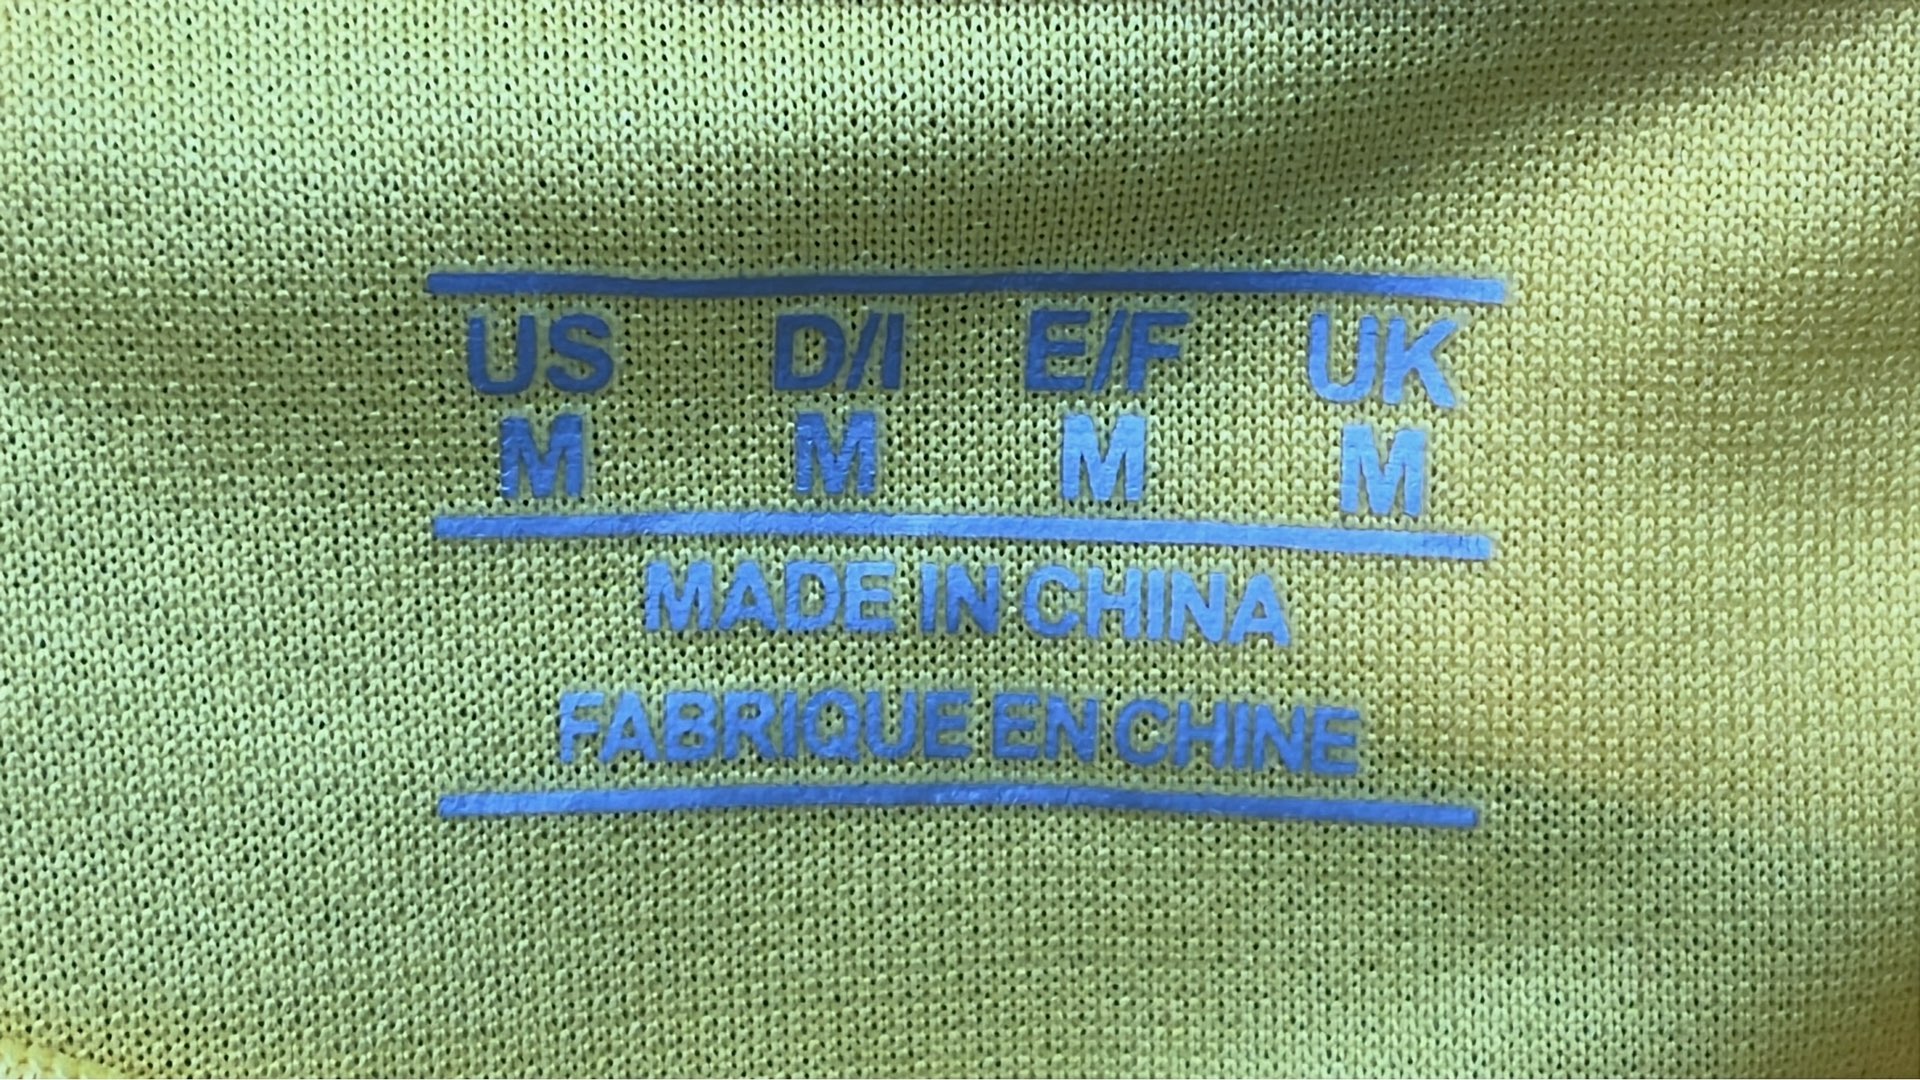 US D/I E/F UK
M M M M
MADE IN CHINA
FABRIQUE EN CHINE